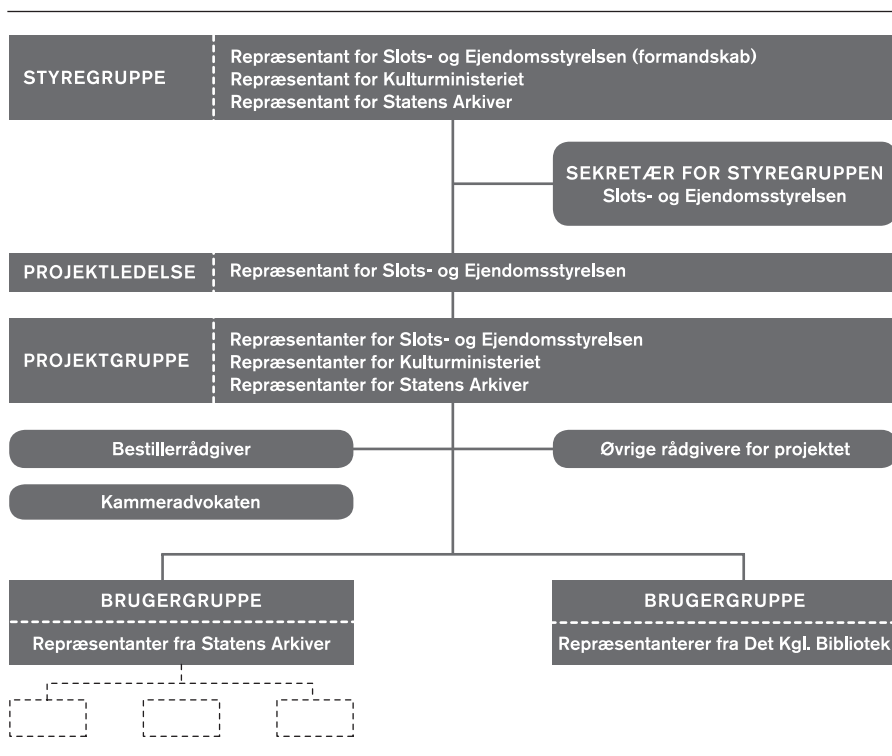 STYREGRUPPE
Repræsentant for Slots- og Ejendomsstyrelsen (formandskab)
Repræsentant for Kulturministeriet
Repræsentant for Statens Arkiver
SEKRETÆR FOR STYREGRUPPEN
Slots- og Ejendomsstyrelsen
PROJEKTLEDELSE
Repræsentant for Slots- og Ejendomsstyrelsen
PROJEKTGRUPPE
Repræsentanter for Slots- og Ejendomsstyrelsen
Repræsentanter for Kulturministeriet
Repræsentanter for Statens Arkiver
Bestillerrådgiver
Øvrige rådgivere for projektet
Kammeradvokaten
BRUGERGRUPPE
Repræsentanter fra Statens Arkiver
BRUGERGRUPPE
Repræsentanterer fra Det Kgl. Bibliotek